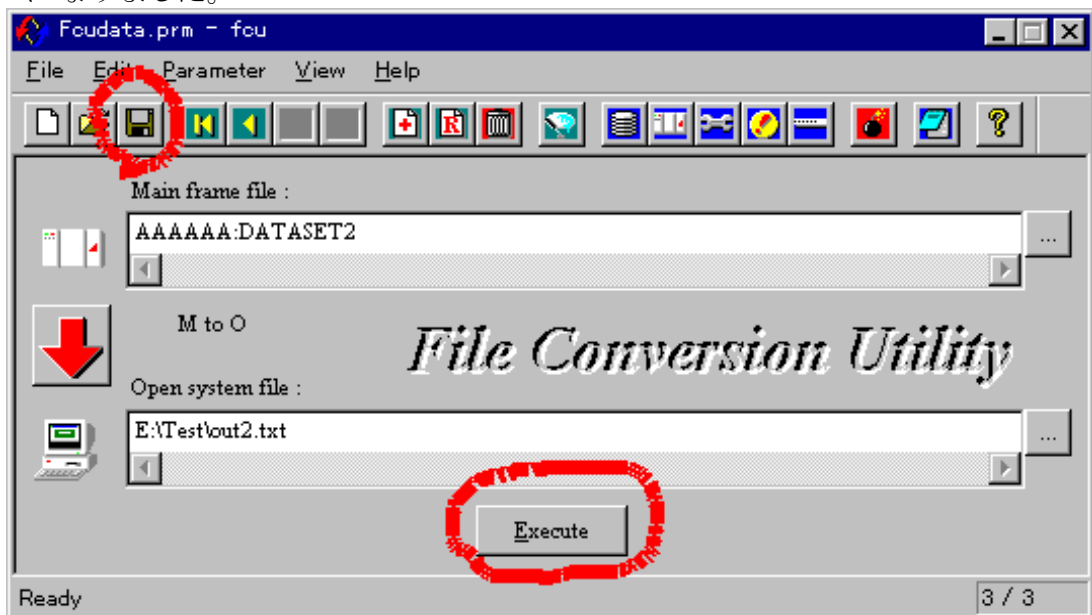 Fcudata.prm - fcu
File Edit Parameter View Help
Main frame file :
AAAAAA:DATASET2
...
M to O
File Conversion Utility
Open system file :
E:\Test\out2.txt
...
Execute
Ready
3 / 3